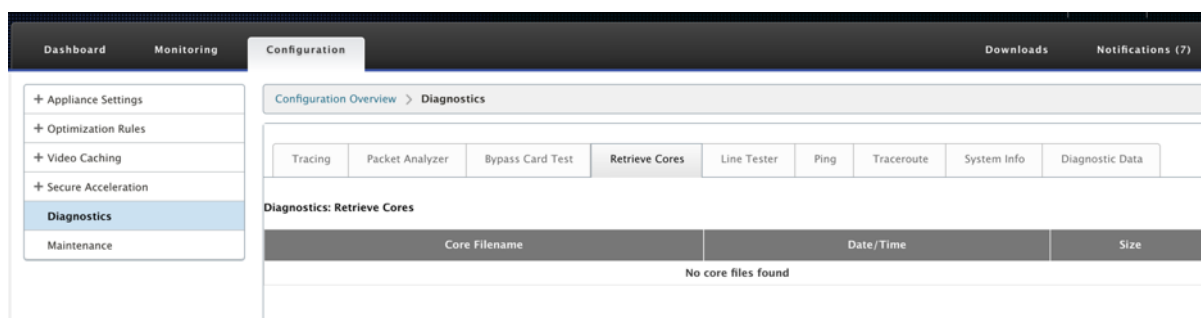 Dashboard Monitoring Configuration Downloads Notifications (7)
+ Appliance Settings
+ Optimization Rules
+ Video Caching
+ Secure Acceleration
Diagnostics
Maintenance
Configuration Overview > Diagnostics
Tracing Packet Analyzer Bypass Card Test Retrieve Cores Line Tester Ping Traceroute System Info Diagnostic Data
Diagnostics: Retrieve Cores
Core Filename Date/Time Size
No core files found